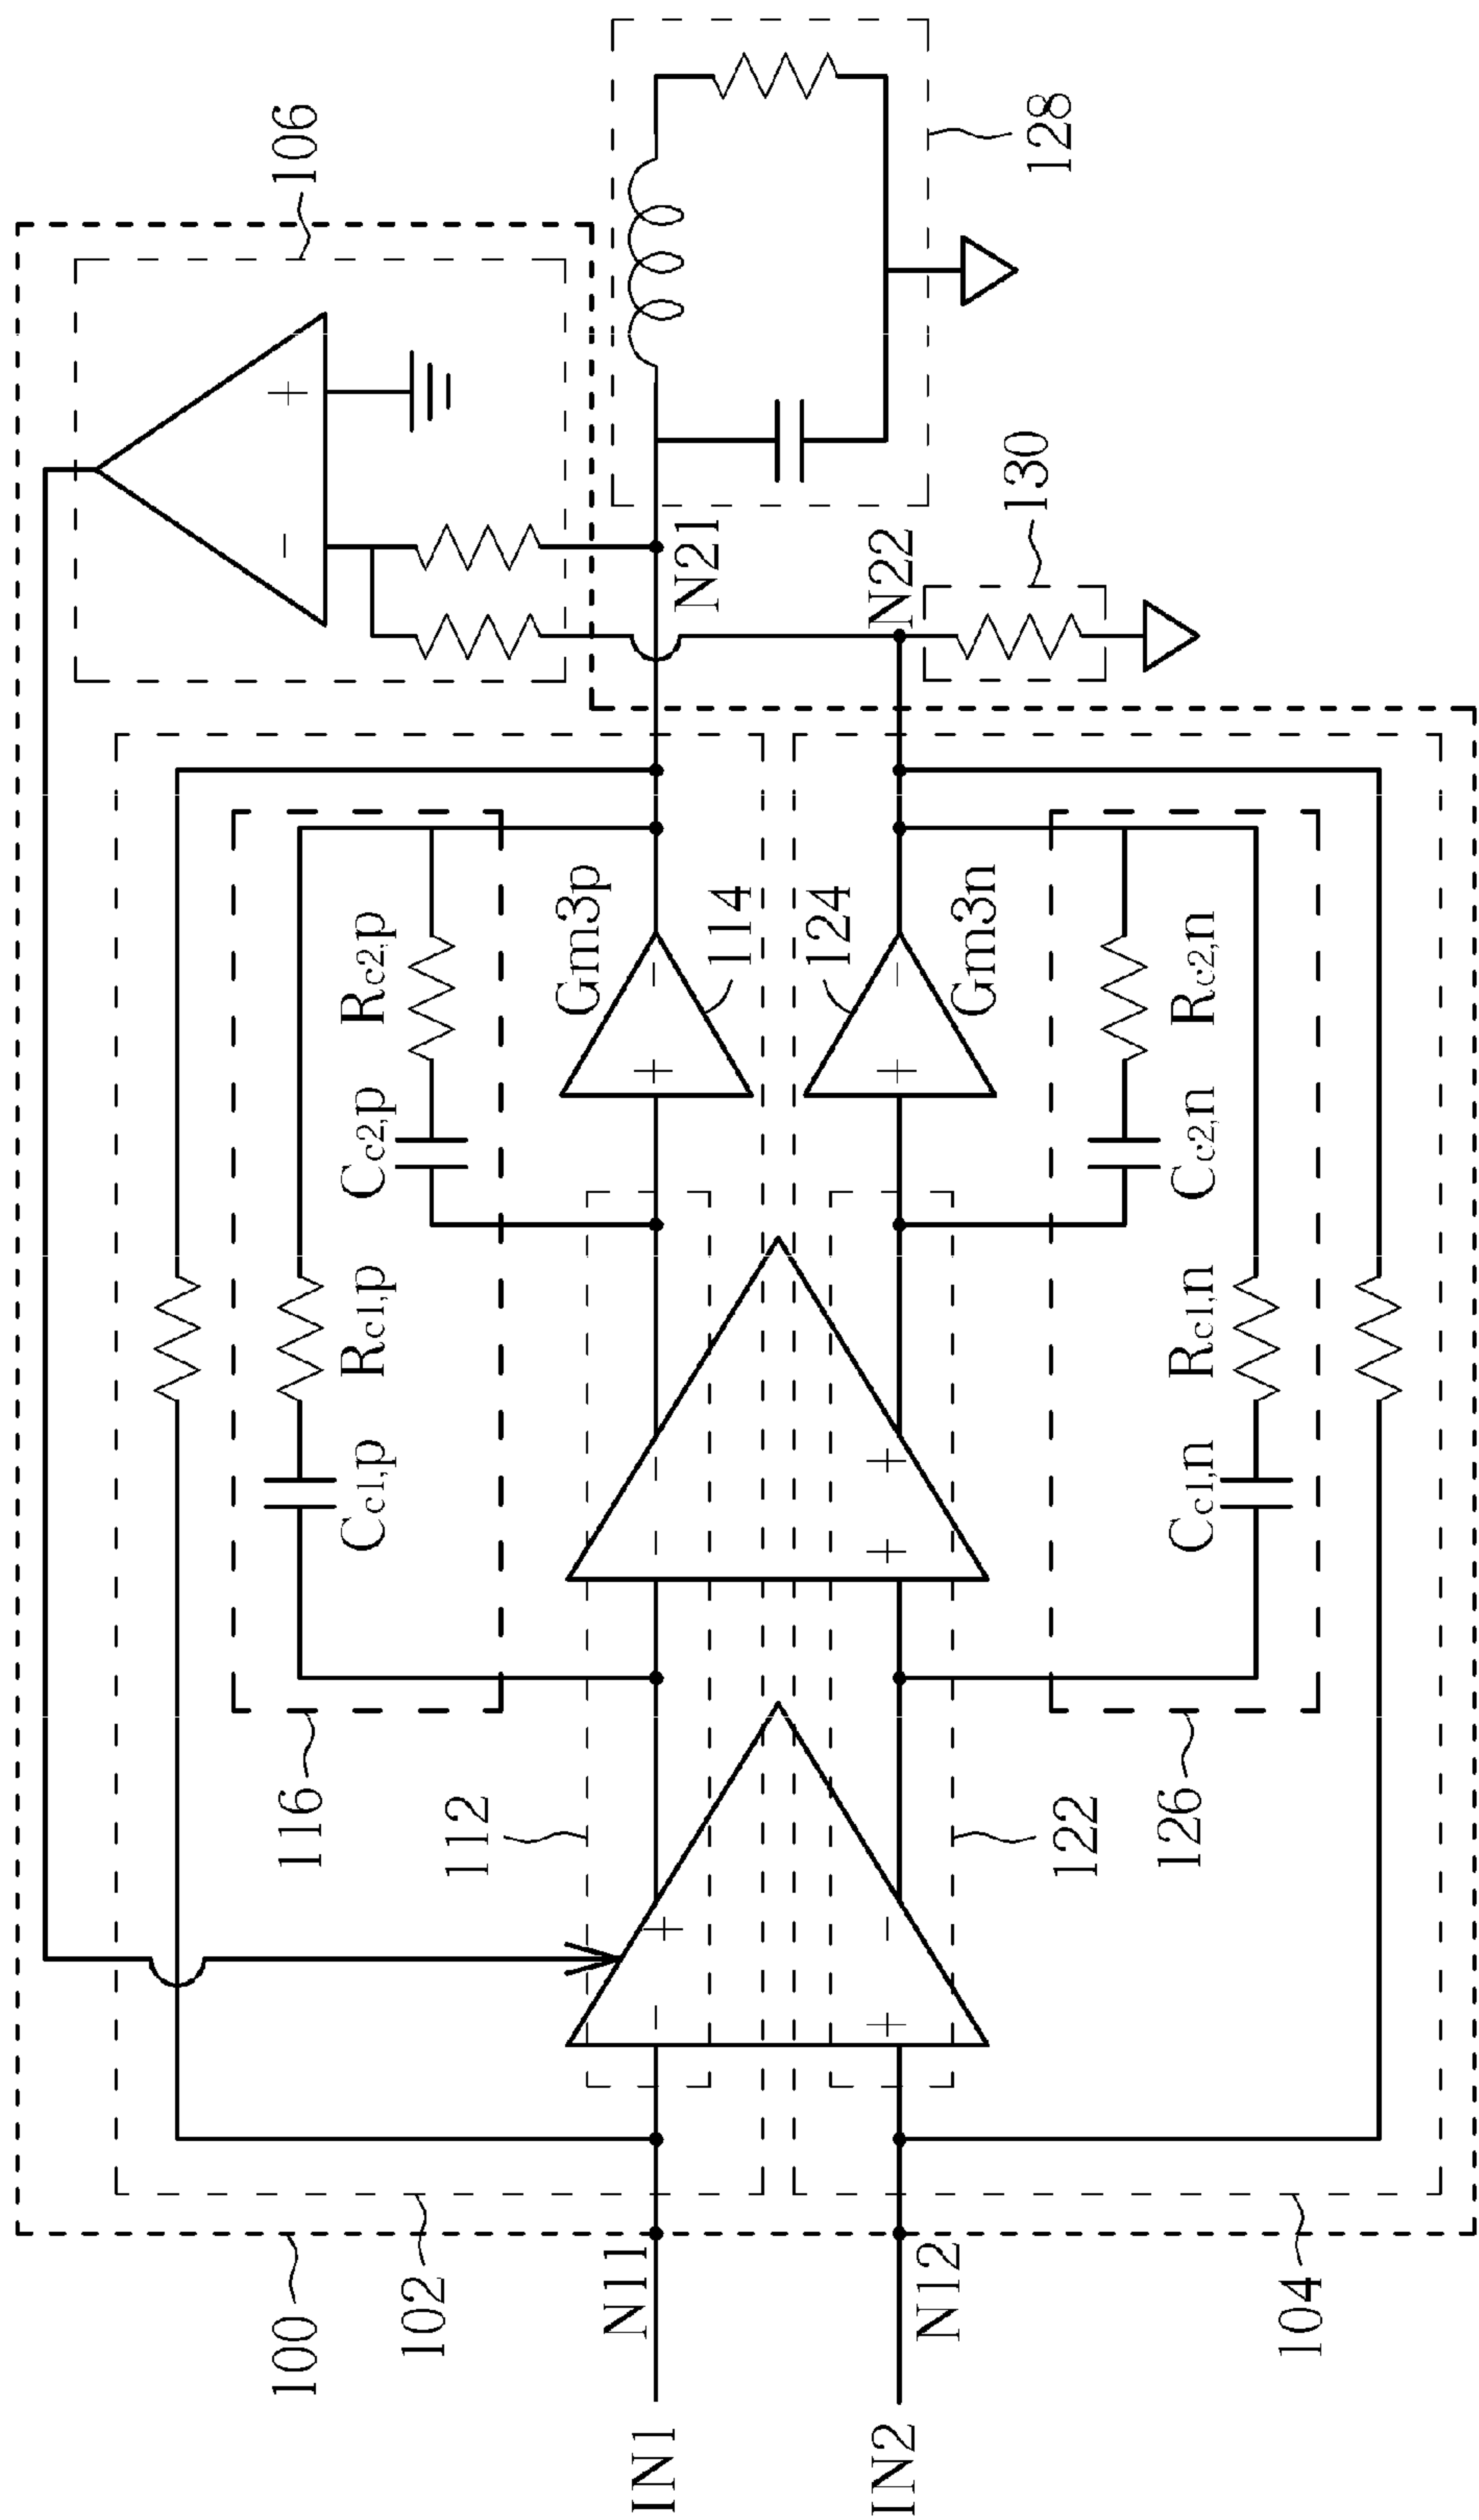 106
128
130
N21
N22
Gm3p
114
124
Gm3n
Rc2,p
Cc2,p
Rc2,n
Cc2,n
Rc1,p
Cc1,p
Rc1,n
Cc1,n
116
112
122
126
100
102
N11
N12
104
IN1
IN2
+
−
+
−
+
−
−
−
+
+
+
−
−
+